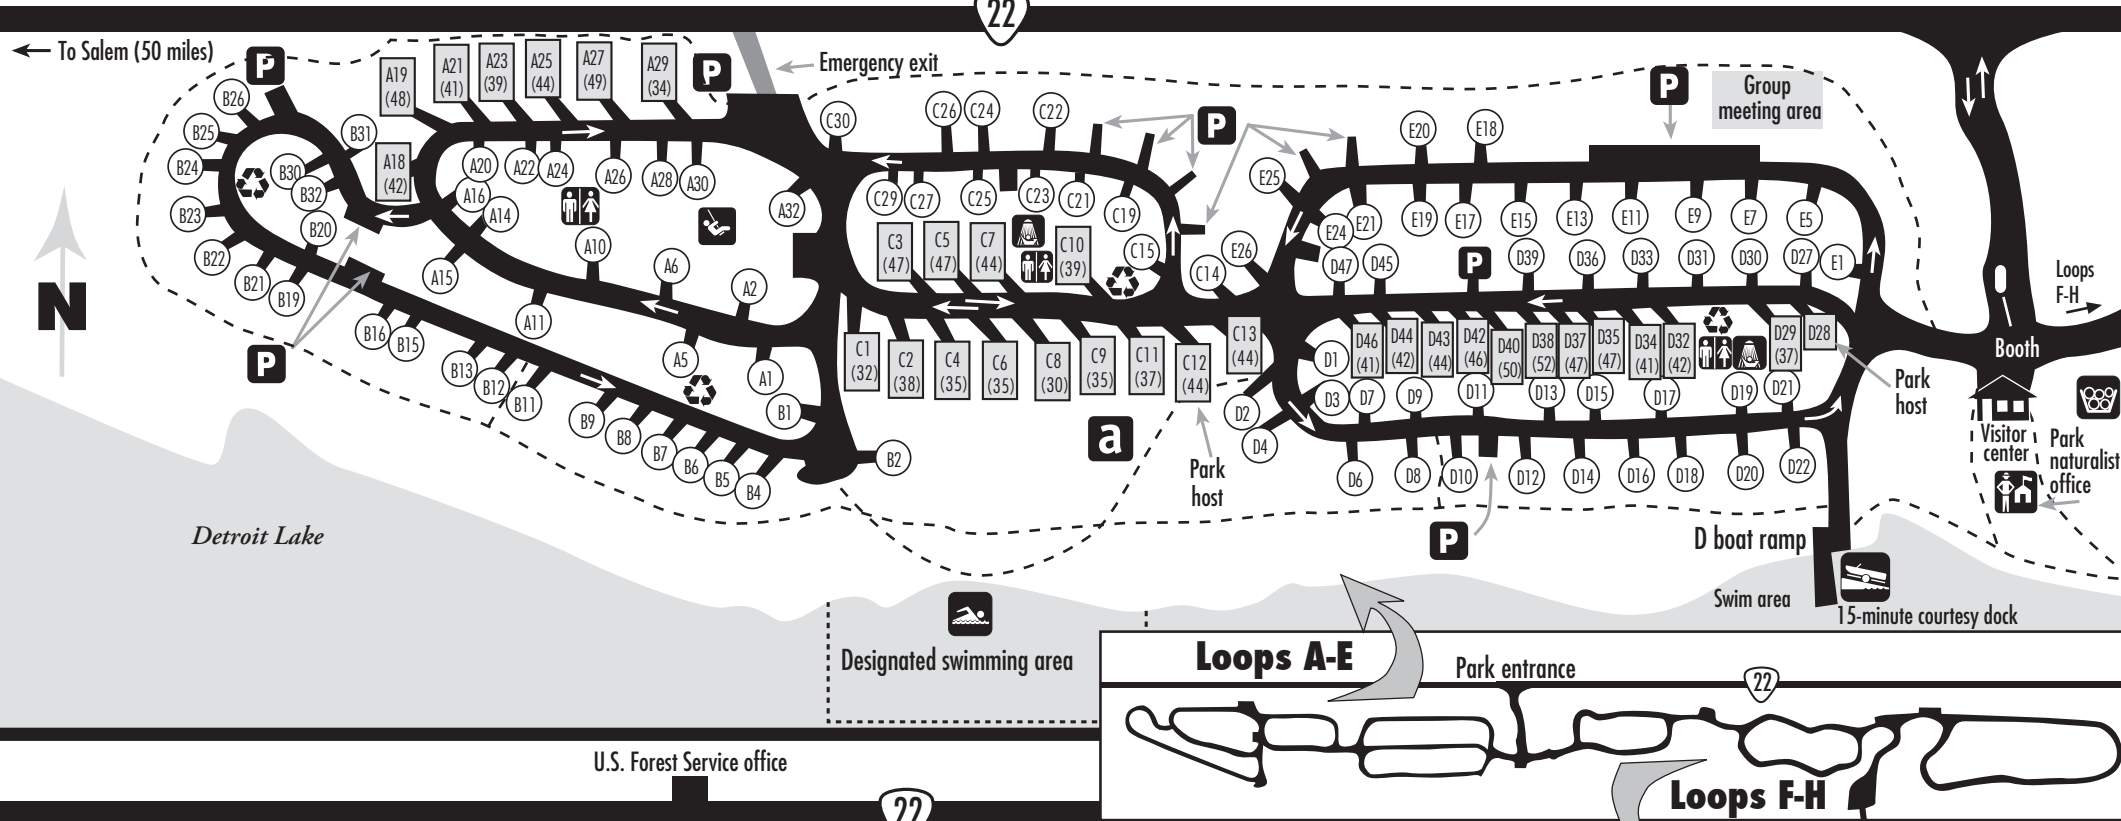 22
To Salem (50 miles)
P
Emergency exit
P
P
P
Group
meeting area
A19
(48)
A21
(41)
A23
(39)
A25
(44)
A27
(49)
A29
(34)
B26
B25
B24
B23
B22
B21
B19
B20
B30
B31
B32
A18
(42)
A20
A22
A24
A26
A28
A30
A32
A16
A14
A15
A10
A11
A6
A5
A2
A1
B1
B2
B16
B15
B13
B12
B11
B9
B8
B7
B6
B5
B4
P
C30
C26
C24
C22
C29
C27
C25
C23
C21
C19
C15
C14
C3
(47)
C5
(47)
C7
(44)
C10
(39)
C1
(32)
C2
(38)
C4
(35)
C6
(35)
C8
(30)
C9
(35)
C11
(37)
C12
(44)
C13
(44)
a
Park
host
E20
E18
E25
E24
E21
E19
E17
E15
E13
E11
E9
E7
E5
E1
E26
D47
D45
P
D39
D36
D33
D31
D30
D27
D46
(41)
D44
(42)
D43
(44)
D42
(46)
D40
(50)
D38
(52)
D37
(47)
D35
(47)
D34
(41)
D32
(42)
D29
(37)
D28
D1
D3
D7
D9
D11
D13
D15
D17
D19
D21
D2
D4
D6
D8
D10
D12
D14
D16
D18
D20
D22
P
Park
host
Loops
F-H
Booth
Visitor
center
Park
naturalist
office
N
Detroit Lake
D boat ramp
Swim area
15-minute courtesy dock
Designated swimming area
Loops A-E
Park entrance
22
Loops F-H
U.S. Forest Service office
22